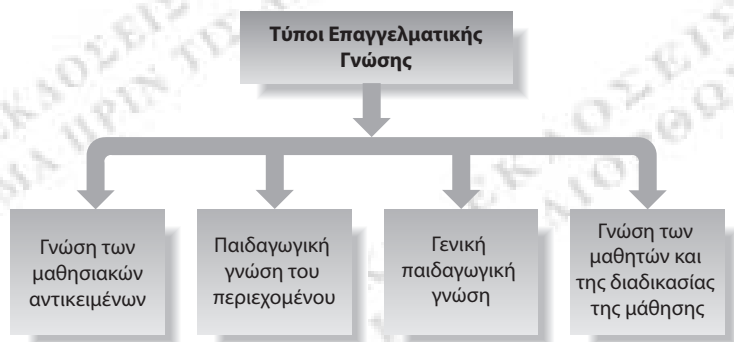 Τύποι Επαγγελματικής
Γνώσης
Γνώση των
μαθησιακών
αντικειμένων
Παιδαγωγική
γνώση του
περιεχομένου
Γενική
παιδαγωγική
γνώση
Γνώση των
μαθητών και
της διαδικασίας
της μάθησης